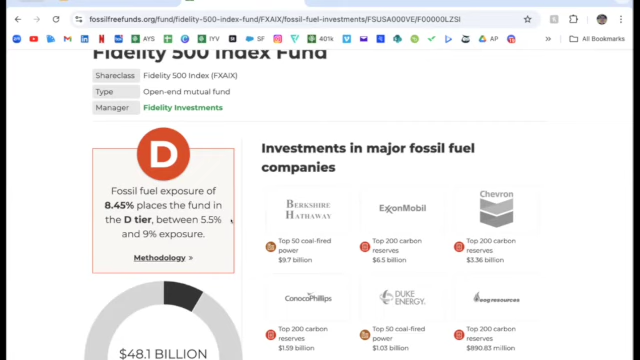 fossilfreefunds.org/fund/fidelity-500-index-fund/FXAIX/fossil-fuel-investments/FSUSA000VE/F00000LZSI
AYS
ICA
IYV
SF
401k
All Bookmarks
Fidelity 500 Index Fund
Shareclass Fidelity 500 Index (FXAIX)
Type Open-end mutual fund
Manager Fidelity Investments
D
Fossil fuel exposure of
8.45% places the fund in
the D tier, between 5.5%
and 9% exposure.
Methodology »
$48.1 BILLION
Investments in major fossil fuel
companies
BERKSHIRE
HATHAWAY
Top 50 coal-fired
power
$9.7 billion
ExxonMobil
Top 200 carbon
reserves
$6.5 billion
Chevron
Top 200 carbon
reserves
$3.36 billion
ConocoPhillips
Top 200 carbon
reserves
$1.59 billion
DUKE
ENERGY.
Top 50 coal-fired
power
$1.03 billion
eog resources
Top 200 carbon
reserves
$890.83 million